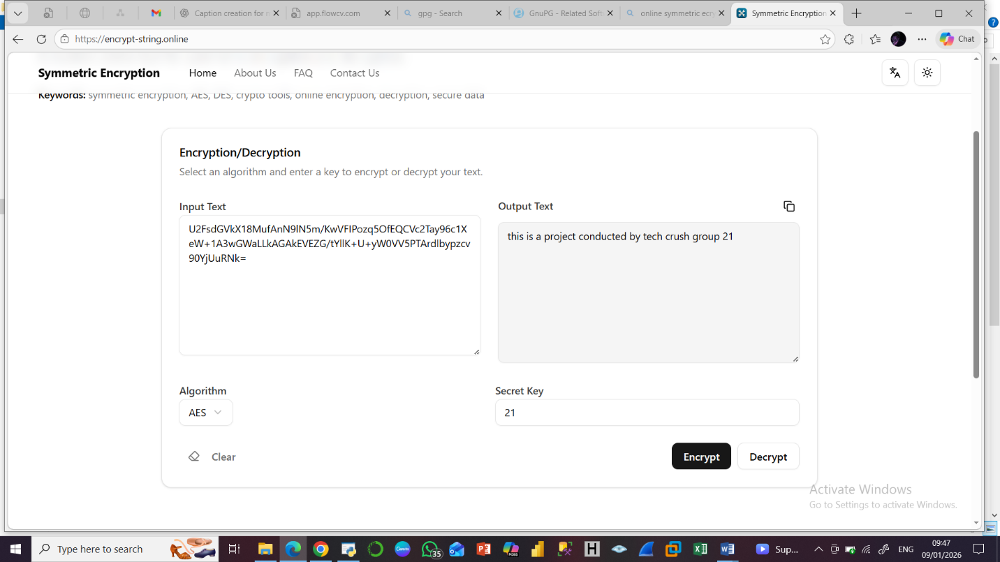 Caption creation for n
app.flowcv.com
gpg - Search
GnuPG - Related Soft
online symmetric ecry
Symmetric Encryption
https://encrypt-string.online
Chat
Symmetric Encryption
Home
About Us
FAQ
Contact Us
Keywords: symmetric encryption, AES, DES, crypto tools, online encryption, decryption, secure data
Encryption/Decryption
Select an algorithm and enter a key to encrypt or decrypt your text.
Input Text
U2FsdGVkX18MufAnN9lN5m/KwVFIPozq5OfEQCVc2Tay96c1X
eW+1A3wGWaLLkAGAkEVEZG/tYllK+U+yW0VV5PTArdlbypzcv
90YjUuRNk=
Output Text
this is a project conducted by tech crush group 21
Algorithm
AES
Secret Key
21
Clear
Encrypt
Decrypt
Activate Windows
Go to Settings to activate Windows.
Type here to search
35
Sup...
ENG
09:47
09/01/2026